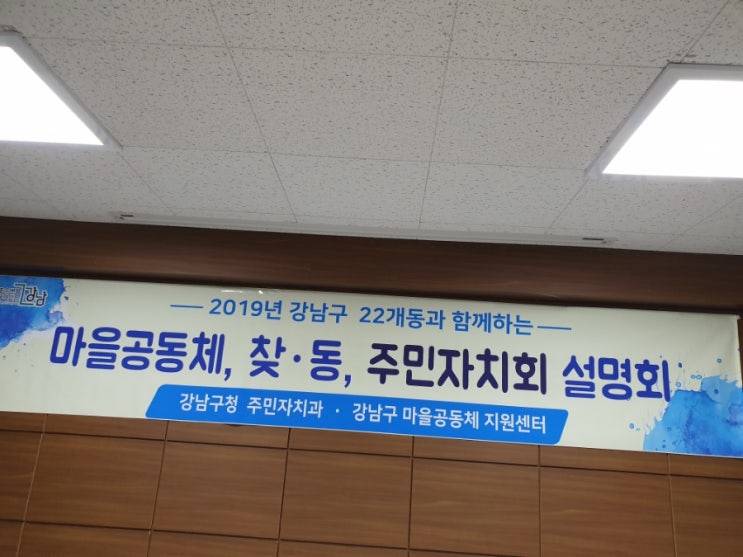 강남
2019년 강남구 22개동과 함께하는
마을공동체, 찾·동, 주민자치회 설명회
강남구청 주민자치과 · 강남구 마을공동체 지원센터